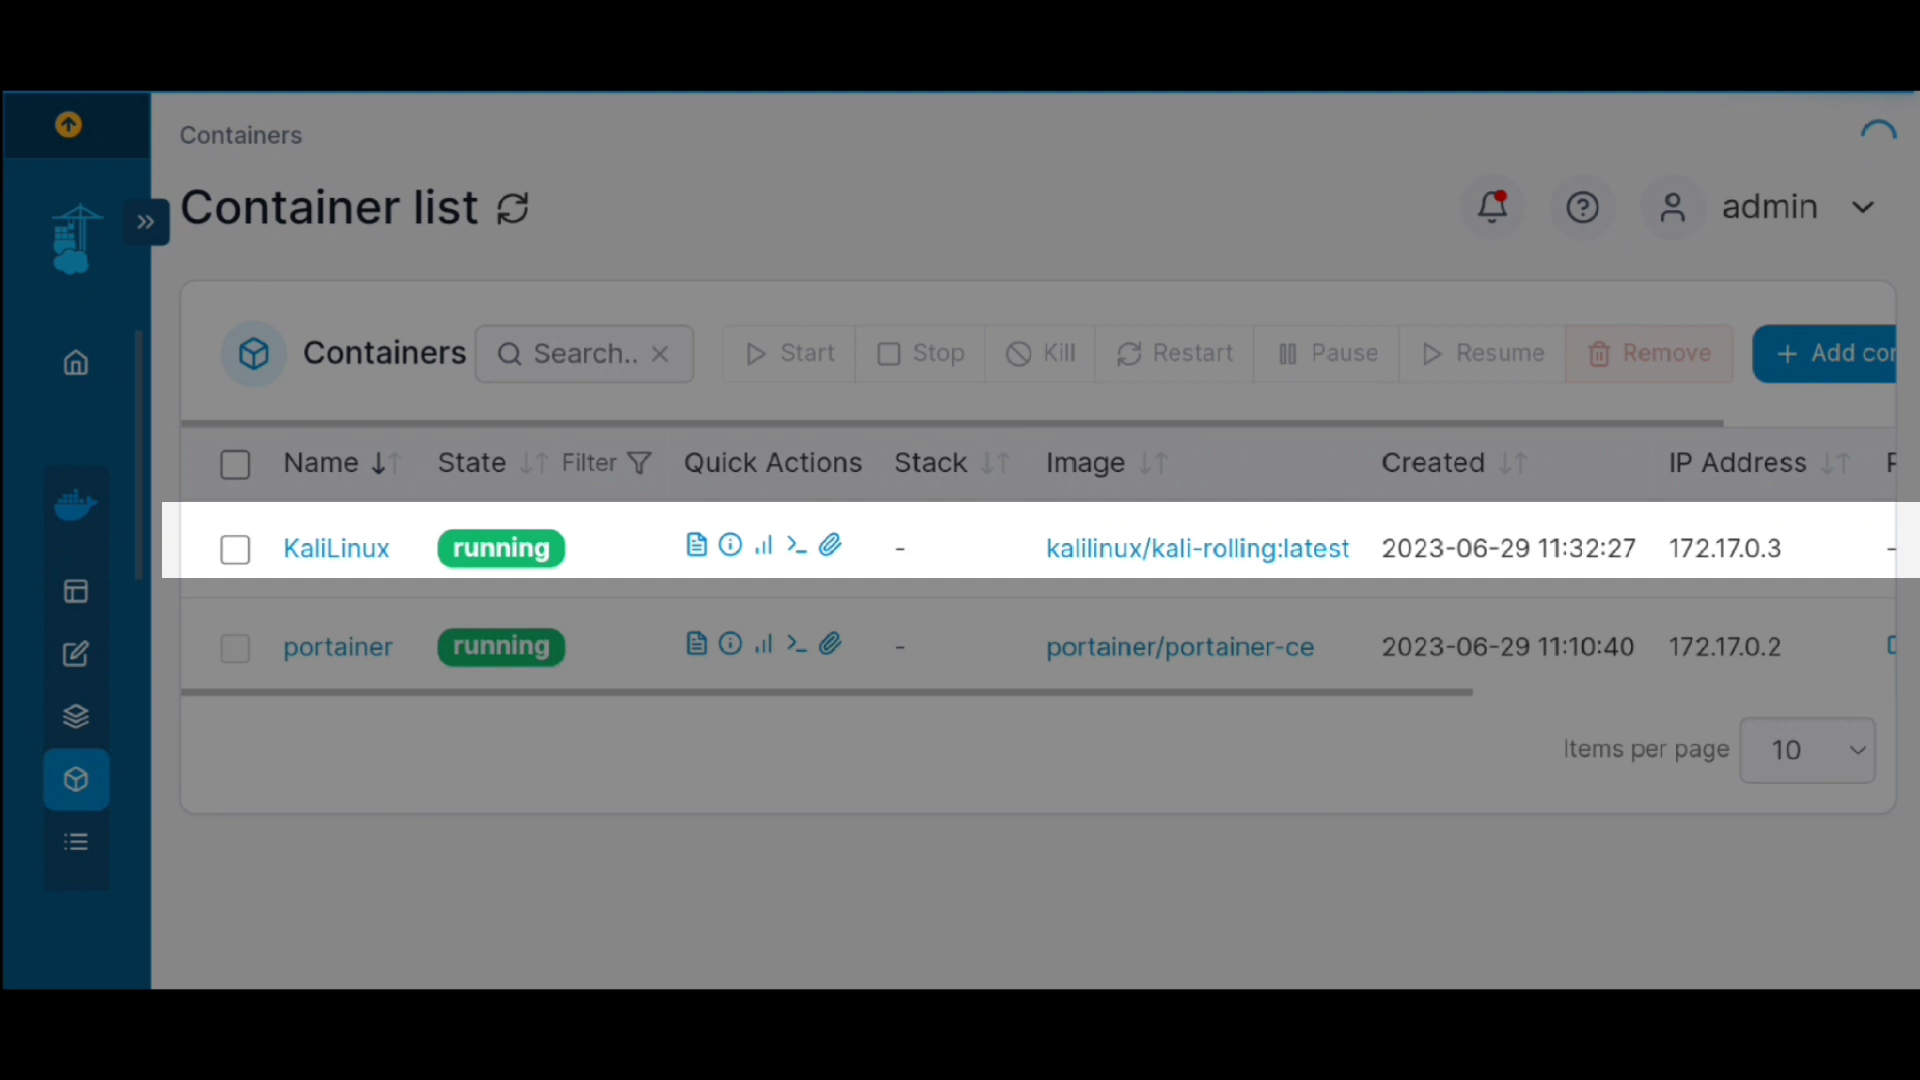 Containers
Container list
admin
Containers Search.. Start Stop Kill Restart Pause Resume Remove Add cor
Name State Filter Quick Actions Stack Image Created IP Address
KaliLinux running - kalilinux/kali-rolling:latest 2023-06-29 11:32:27 172.17.0.3 -
portainer running - portainer/portainer-ce 2023-06-29 11:10:40 172.17.0.2
Items per page 10